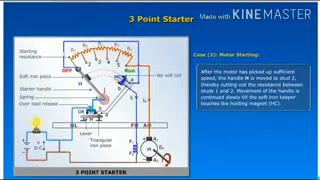 3 Point Starter
Made with KINEMASTER
Starting
resistance
OFF
Run
Soft iron piece
No volt coil
Starter handle
M
Spring
Over load release
Case (2): Motor Starting:
After the motor has picked up sufficient
speed, the handle M is moved to stud 2,
thereby cutting out the resistance between
studs 1 and 2. Movement of the handle is
continued slowly till the soft iron keeper
touches the holding magnet (HC).
OR
M
L
F
A
Lever
Triangular
iron piece
V
D.C.
M
3 POINT STARTER